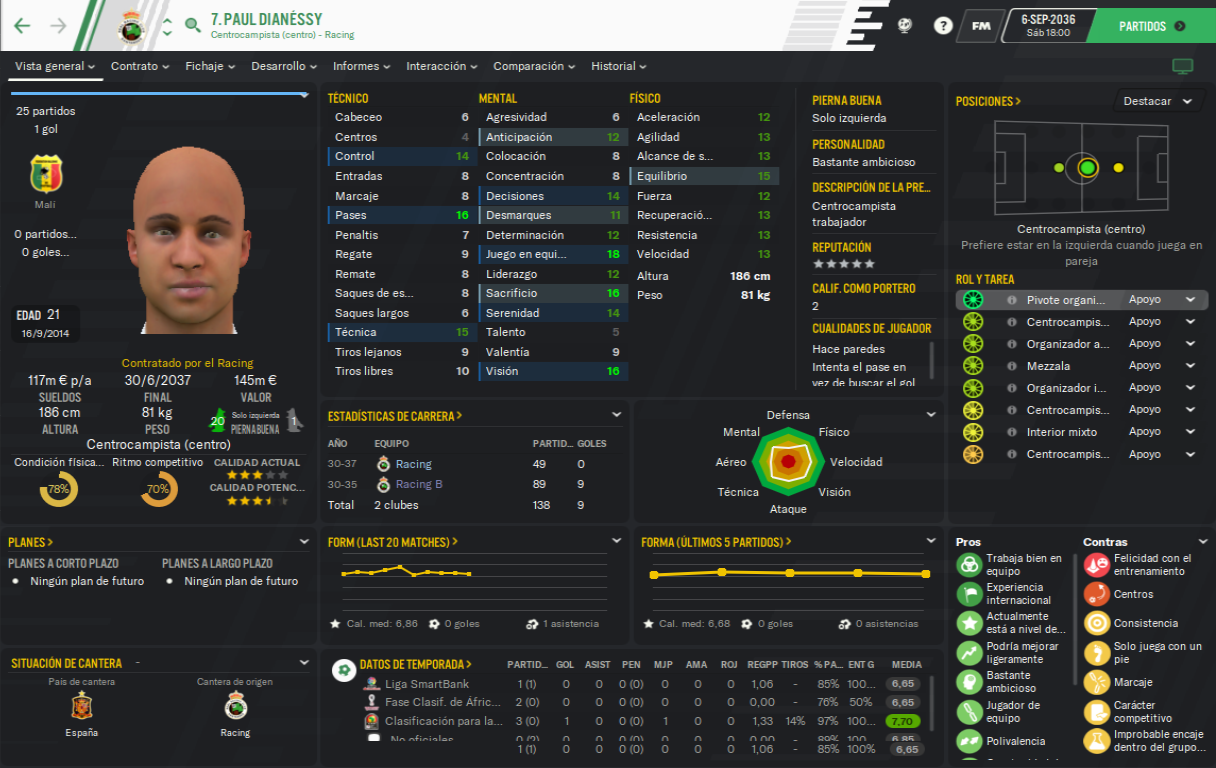 7. PAUL DIANÉSSY
Centrocampista (centro) - Racing
?
FM
6-SEP-2036
Sáb 18:00
PARTIDOS
Vista general
Contrato
Fichaje
Desarrollo
Informes
Interacción
Comparación
Historial
25 partidos
1 gol
Malí
0 partidos...
0 goles...
EDAD 21
16/9/2014
Contratado por el Racing
117m € p/a
30/6/2037
145m €
SUELDOS
FINAL
VALOR
186 cm
81 kg
20
Solo izquierda
1
ALTURA
PESO
PIERNA BUENA
Centrocampista (centro)
Condición física...
Ritmo competitivo
CALIDAD ACTUAL
78%
70%
CALIDAD POTENC...
TÉCNICO
Cabeceo 6
Centros 4
Control 14
Entradas 8
Marcaje 8
Pases 16
Penaltis 7
Regate 9
Remate 8
Saques de es... 8
Saques largos 6
Técnica 15
Tiros lejanos 9
Tiros libres 10
MENTAL
Agresividad 6
Anticipación 12
Colocación 8
Concentración 8
Decisiones 14
Desmarques 11
Determinación 12
Juego en equi... 18
Liderazgo 12
Sacrificio 16
Serenidad 14
Talento 5
Valentía 9
Visión 16
FÍSICO
Aceleración 12
Agilidad 13
Alcance de s... 13
Equilibrio 15
Fuerza 12
Recuperació... 13
Resistencia 13
Velocidad 13
Altura 186 cm
Peso 81 kg
PIERNA BUENA
Solo izquierda
PERSONALIDAD
Bastante ambicioso
DESCRIPCIÓN DE LA PRE...
Centrocampista
trabajador
REPUTACIÓN
CALIF. COMO PORTERO
2
CUALIDADES DE JUGADOR
Hace paredes
Intenta el pase en
vez de buscar el gol
POSICIONES >
Destacar
Centrocampista (centro)
Prefiere estar en la izquierda cuando juega en
pareja
ROL Y TAREA
Pivote organi... Apoyo
Centrocampis... Apoyo
Organizador a... Apoyo
Mezzala Apoyo
Organizador i... Apoyo
Centrocampis... Apoyo
Interior mixto Apoyo
Centrocampis... Apoyo
ESTADÍSTICAS DE CARRERA >
AÑO EQUIPO PARTID... GOLES
30-37 Racing 49 0
30-35 Racing B 89 9
Total 2 clubes 138 9
Defensa
Mental
Físico
Aéreo
Velocidad
Técnica
Visión
Ataque
PLANES >
PLANES A CORTO PLAZO
Ningún plan de futuro
PLANES A LARGO PLAZO
Ningún plan de futuro
FORM (LAST 20 MATCHES) >
Cal. med: 6,86
0 goles
1 asistencia
FORMA (ÚLTIMOS 5 PARTIDOS) >
Cal. med: 6,68
0 goles
0 asistencias
Pros
Trabaja bien en
equipo
Experiencia
internacional
Actualmente
está a nivel de...
Podría mejorar
ligeramente
Bastante
ambicioso
Jugador de
equipo
Polivalencia
Contras
Felicidad con el
entrenamiento
Centros
Consistencia
Solo juega con un
pie
Marcaje
Carácter
competitivo
Improbable encaje
dentro del grupo...
SITUACIÓN DE CANTERA -
País de cantera
España
Cantera de origen
Racing
DATOS DE TEMPORADA >
PARTID... GOL ASIST PEN MJP AMA ROJ REGPP TIROS % PA... ENT G MEDIA
Liga SmartBank 1 (1) 0 0 0 (0) 0 0 0 1,06 - 85% 100... 6,65
Fase Clasif. de Áfric... 2 (0) 0 0 0 (0) 0 0 0 0,00 - 76% 50% 6,65
Clasificación para la... 3 (0) 1 0 0 (0) 1 0 0 1,33 14% 97% 100... 7,70
No oficiales 0 (2) 0 0 0 (0) 0 0 0 0,00 - 89% 100... 6,85
1 (1) 0 0 0 (0) 0 0 0 1,06 - 85% 100% 6,65